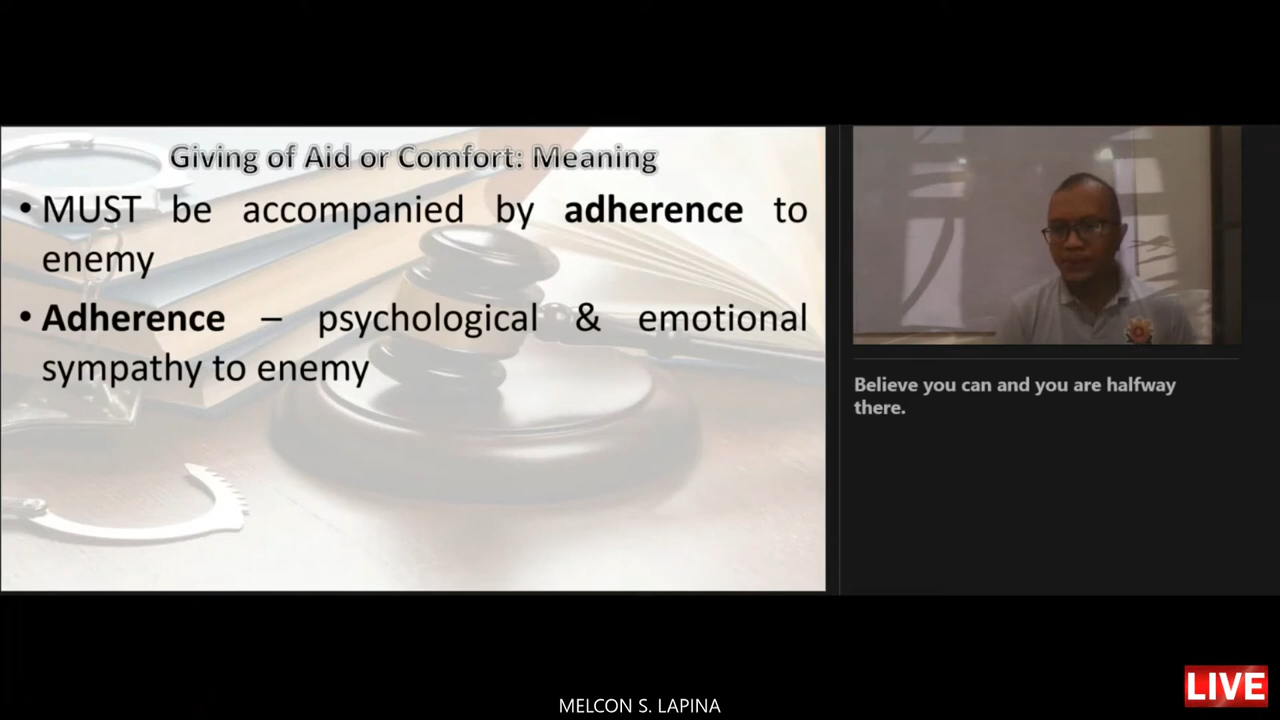 Giving of Aid or Comfort: Meaning
• MUST be accompanied by adherence to
enemy
• Adherence – psychological & emotional
sympathy to enemy
Believe you can and you are halfway
there.
LIVE
MELCON S. LAPINA